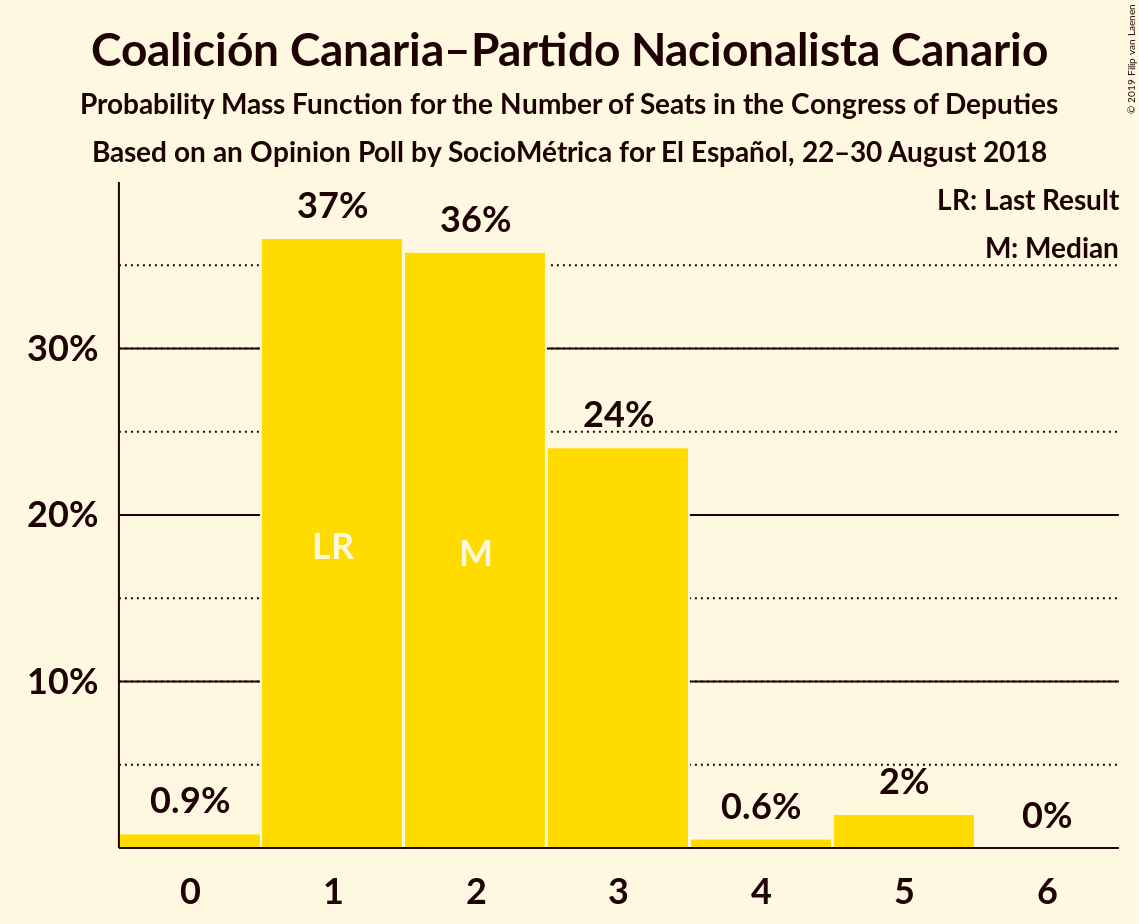 Coalición Canaria–Partido Nacionalista Canario
Probability Mass Function for the Number of Seats in the Congress of Deputies
Based on an Opinion Poll by SocioMétrica for El Español, 22–30 August 2018
© 2019 Filip van Laenen
LR: Last Result
M: Median
37%
36%
30%
24%
20%
LR
M
10%
0.9%
0.6%
2%
0%
0 1 2 3 4 5 6